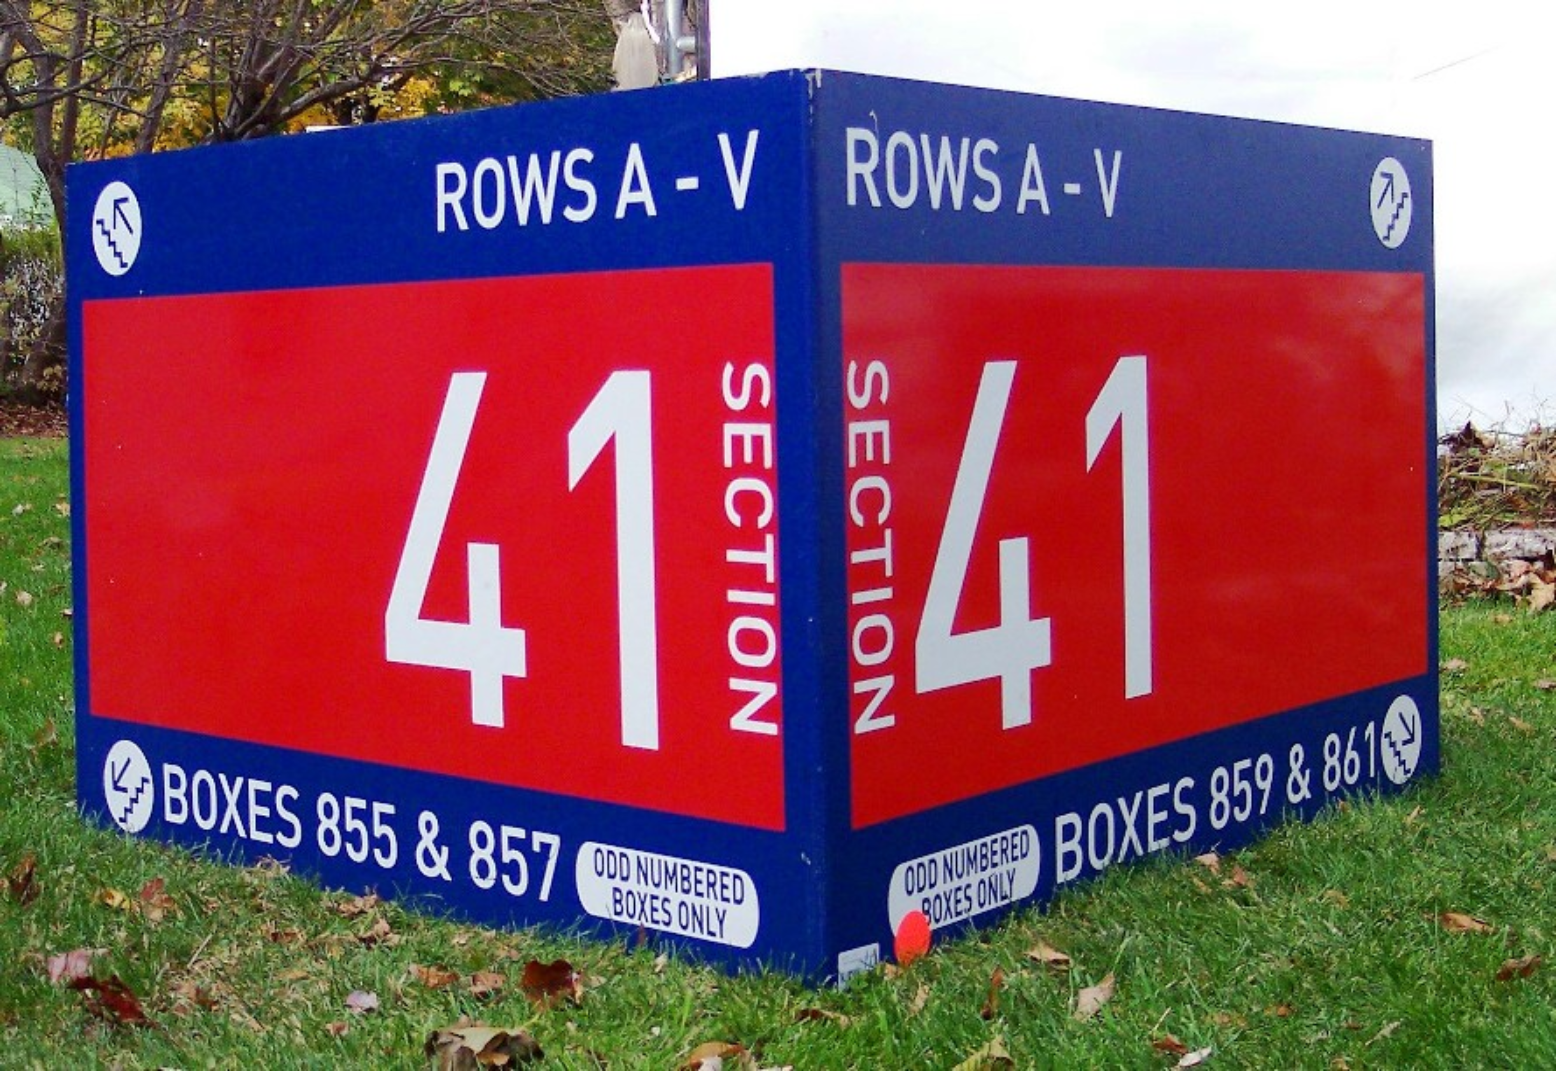 ROWS A - V
41
SECTION
BOXES 855 & 857
ODD NUMBERED
BOXES ONLY
ROWS A - V
SECTION
41
ODD NUMBERED
BOXES ONLY
BOXES 859 & 861